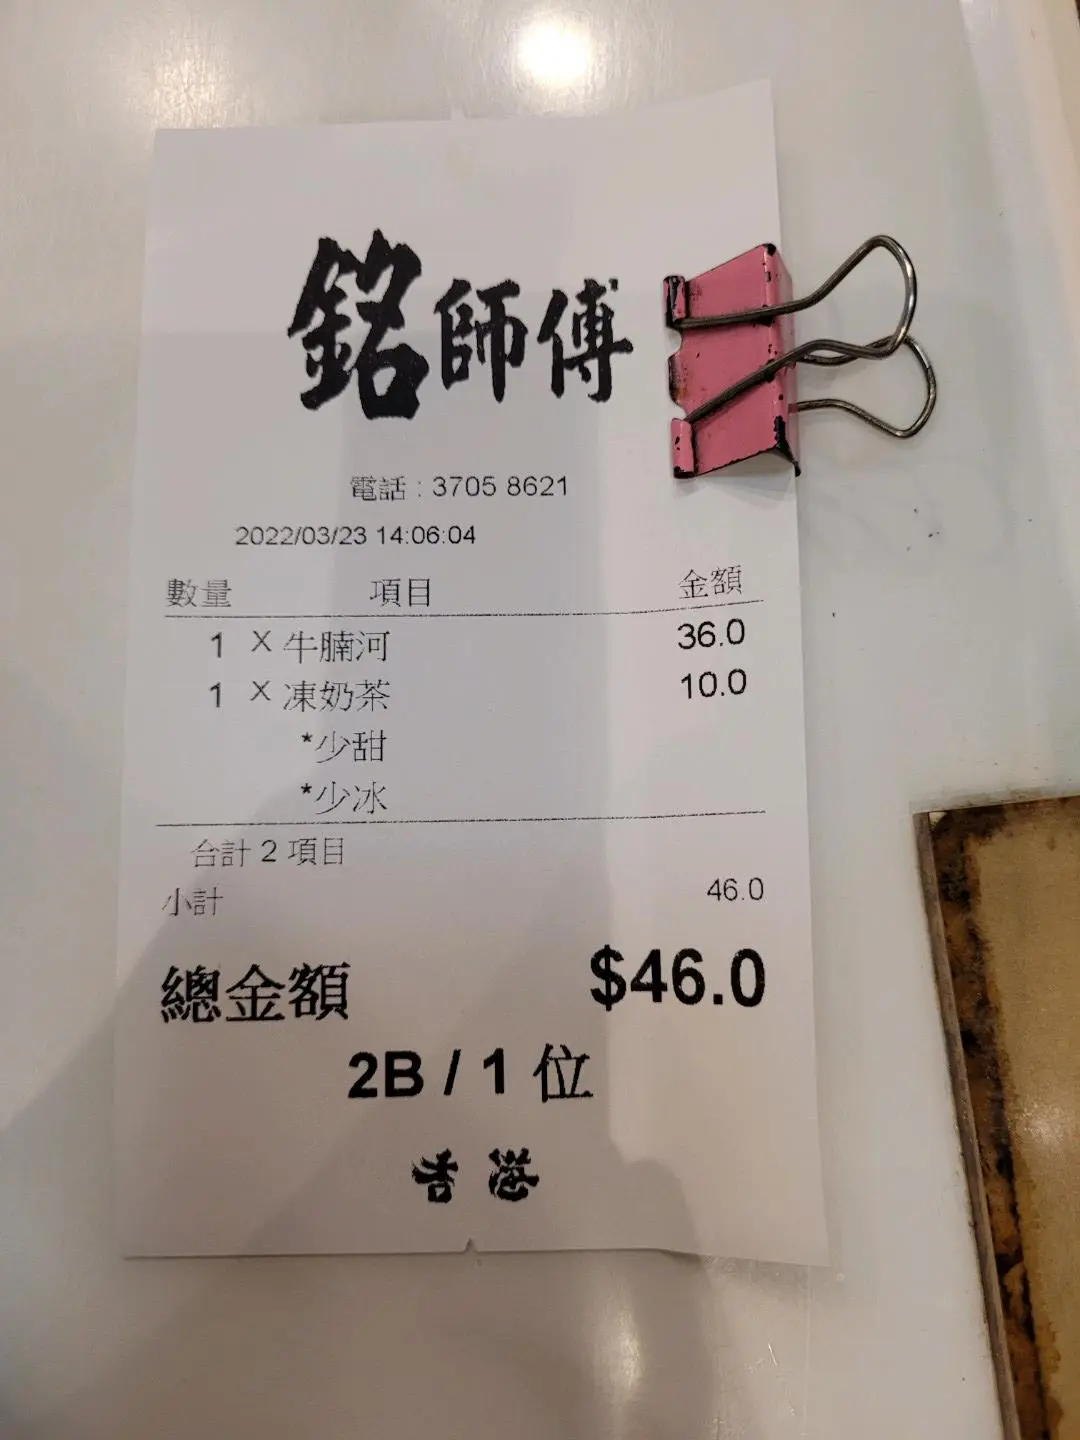 銘師傅
電話 : 3705 8621
2022/03/23 14:06:04
數量 項目 金額
1 X 牛腩河 36.0
1 X 凍奶茶 10.0
*少甜
*少冰
合計 2 項目
小計 46.0
總金額 $46.0
2B / 1 位
香港